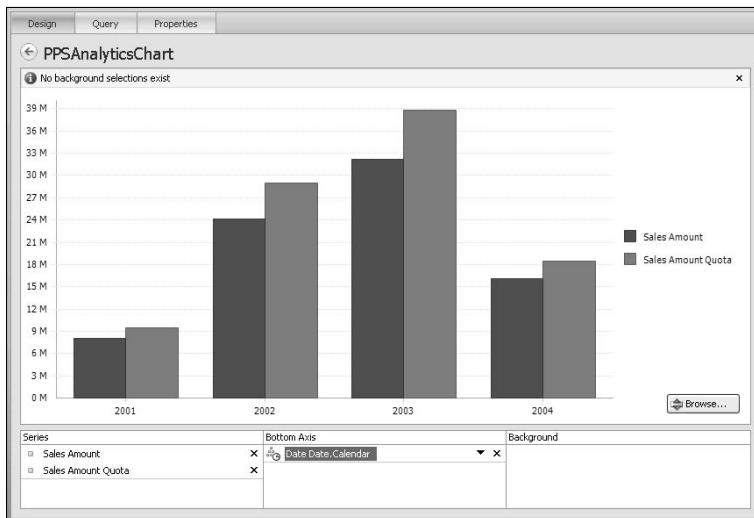 Design Query Properties
PPSAnalyticsChart
No background selections exist
39 M
36 M
33 M
30 M
27 M
24 M
21 M
18 M
15 M
12 M
9 M
6 M
3 M
0 M
2001 2002 2003 2004
Sales Amount
Sales Amount Quota
Browse...
Series Bottom Axis Background
Sales Amount Date Date.Calendar
Sales Amount Quota